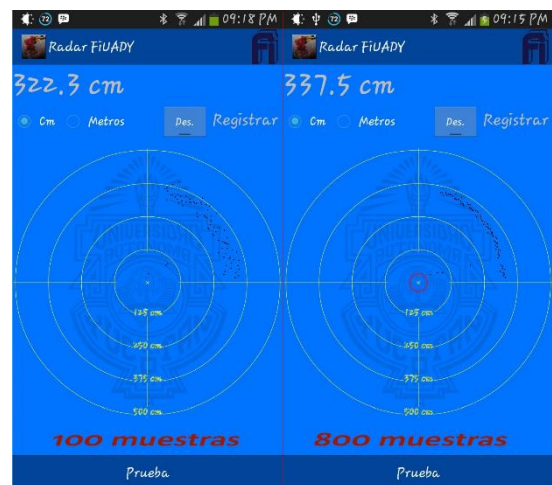 72 09:18 PM
Radar FiUADY
322.3 cm
Cm Metros Des. Registrar
125 cm
250 cm
375 cm
500 cm
100 muestras
Prueba
72 09:15 PM
Radar FiUADY
337.5 cm
Cm Metros Des. Registrar
125 cm
250 cm
375 cm
500 cm
800 muestras
Prueba